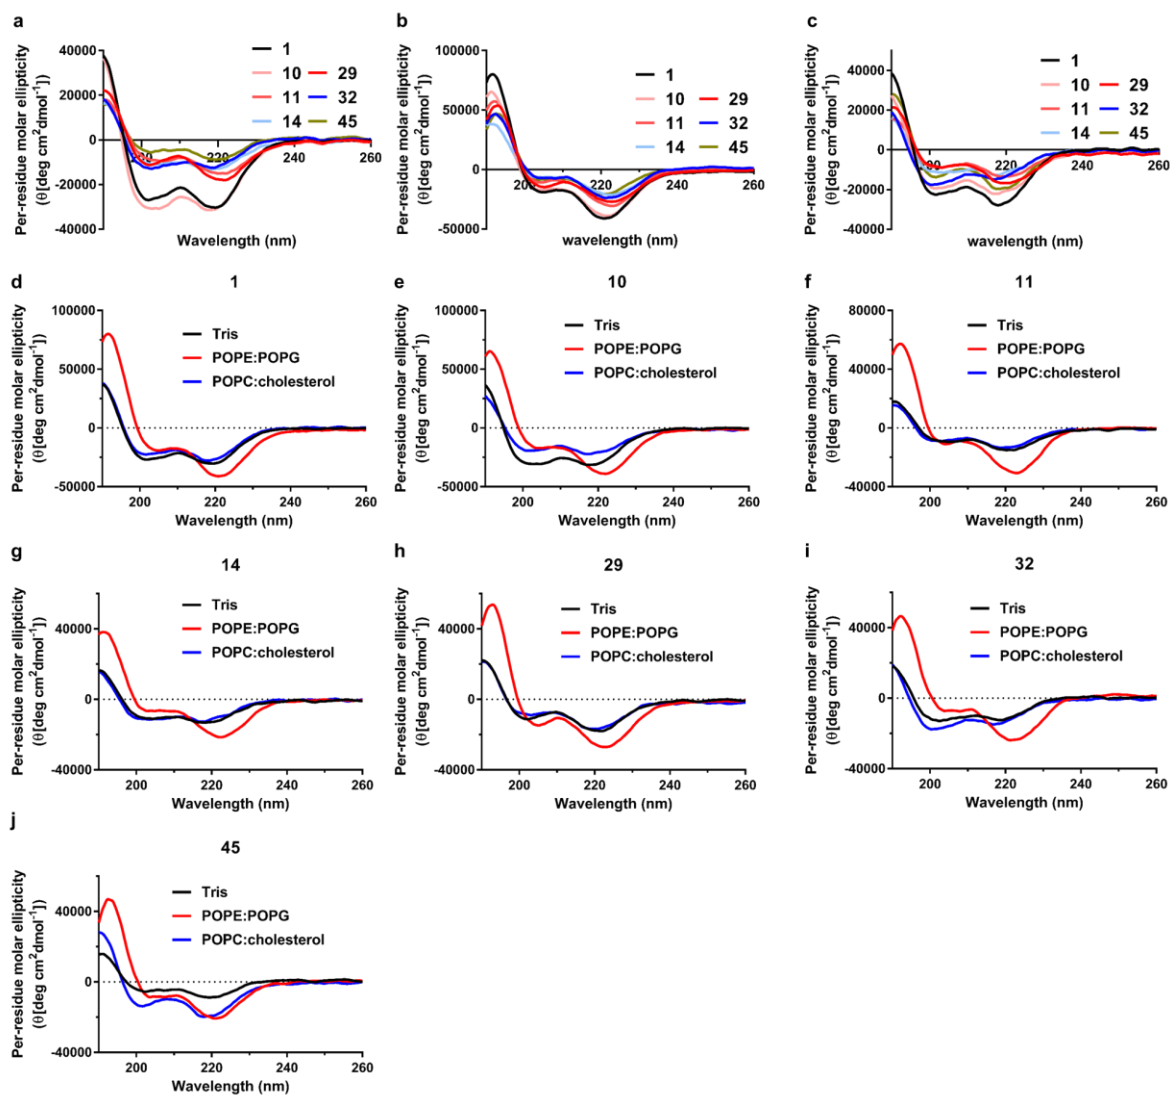 a
Per-residue molar ellipticity
(θ[deg cm²dmol⁻¹])
40000
20000
0
-20000
-40000
200
220
240
260
Wavelength (nm)
1
10
29
11
32
14
45
b
Per-residue molar ellipticity
(θ[deg cm²dmol⁻¹])
100000
50000
0
-50000
200
220
240
260
wavelength (nm)
1
10
29
11
32
14
45
c
Per-residue molar ellipticity
(θ[deg cm²dmol⁻¹])
40000
20000
0
-20000
-40000
200
220
240
260
wavelength (nm)
1
10
29
11
32
14
45
d
1
Per-residue molar ellipticity
(θ[deg cm²dmol⁻¹])
100000
50000
0
-50000
200
220
240
260
Wavelength (nm)
Tris
POPE:POPG
POPC:cholesterol
e
10
Per-residue molar ellipticity
(θ[deg cm²dmol⁻¹])
100000
50000
0
-50000
200
220
240
260
Wavelength (nm)
Tris
POPE:POPG
POPC:cholesterol
f
11
Per-residue molar ellipticity
(θ[deg cm²dmol⁻¹])
80000
40000
0
-40000
200
220
240
260
Wavelength (nm)
Tris
POPE:POPG
POPC:cholesterol
g
14
Per-residue molar ellipticity
(θ[deg cm²dmol⁻¹])
40000
0
-40000
200
220
240
260
Wavelength (nm)
Tris
POPE:POPG
POPC:cholesterol
h
29
Per-residue molar ellipticity
(θ[deg cm²dmol⁻¹])
40000
0
-40000
200
220
240
260
Wavelength (nm)
Tris
POPE:POPG
POPC:cholesterol
i
32
Per-residue molar ellipticity
(θ[deg cm²dmol⁻¹])
40000
0
-40000
200
220
240
260
Wavelength (nm)
Tris
POPE:POPG
POPC:cholesterol
j
45
Per-residue molar ellipticity
(θ[deg cm²dmol⁻¹])
40000
0
-40000
200
220
240
260
Wavelength (nm)
Tris
POPE:POPG
POPC:cholesterol